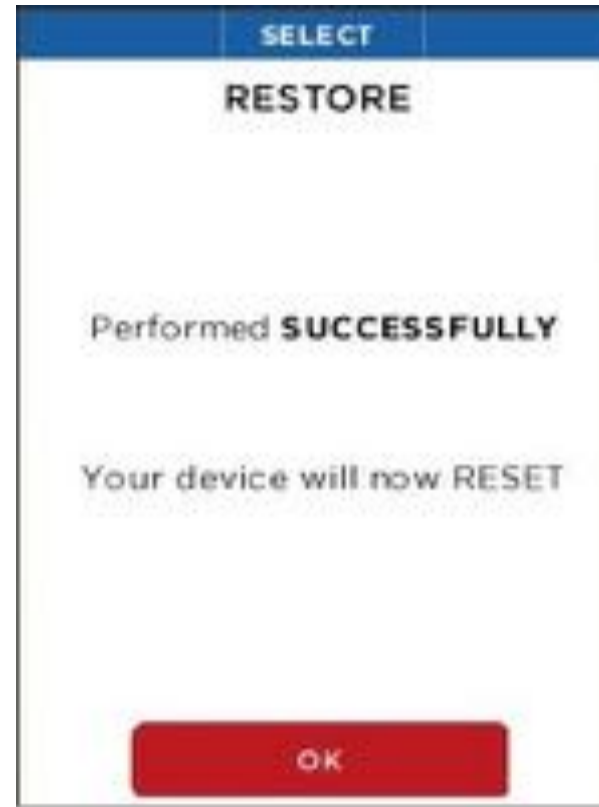 SELECT
RESTORE
Performed SUCCESSFULLY
Your device will now RESET
OK